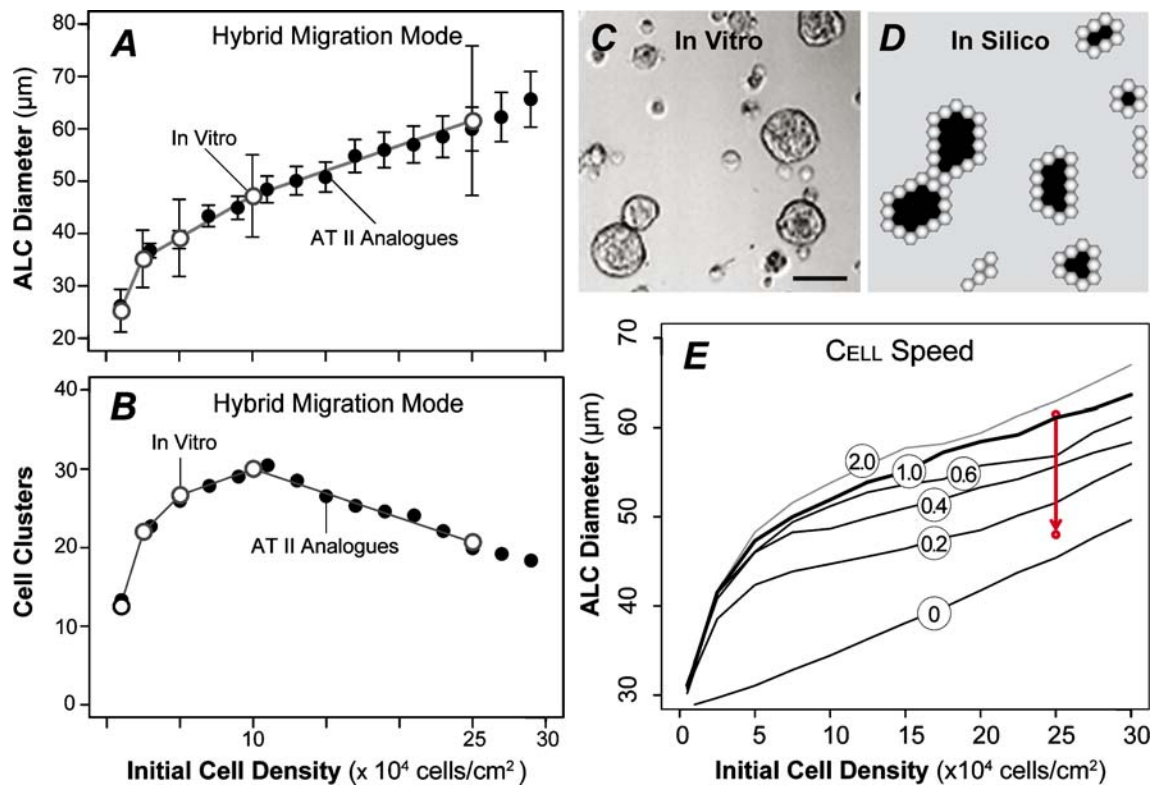 A
Hybrid Migration Mode
ALC Diameter (μm)
80
70
60
50
40
30
20
In Vitro
AT II Analogues
B
Hybrid Migration Mode
Cell Clusters
40
30
20
10
0
In Vitro
AT II Analogues
10
25
30
Initial Cell Density (x 10⁴ cells/cm²)
C
In Vitro
D
In Silico
E
CELL Speed
ALC Diameter (μm)
70
60
50
40
30
2.0
1.0
0.6
0.4
0.2
0
0
5
10
15
20
25
30
Initial Cell Density (x10⁴ cells/cm²)